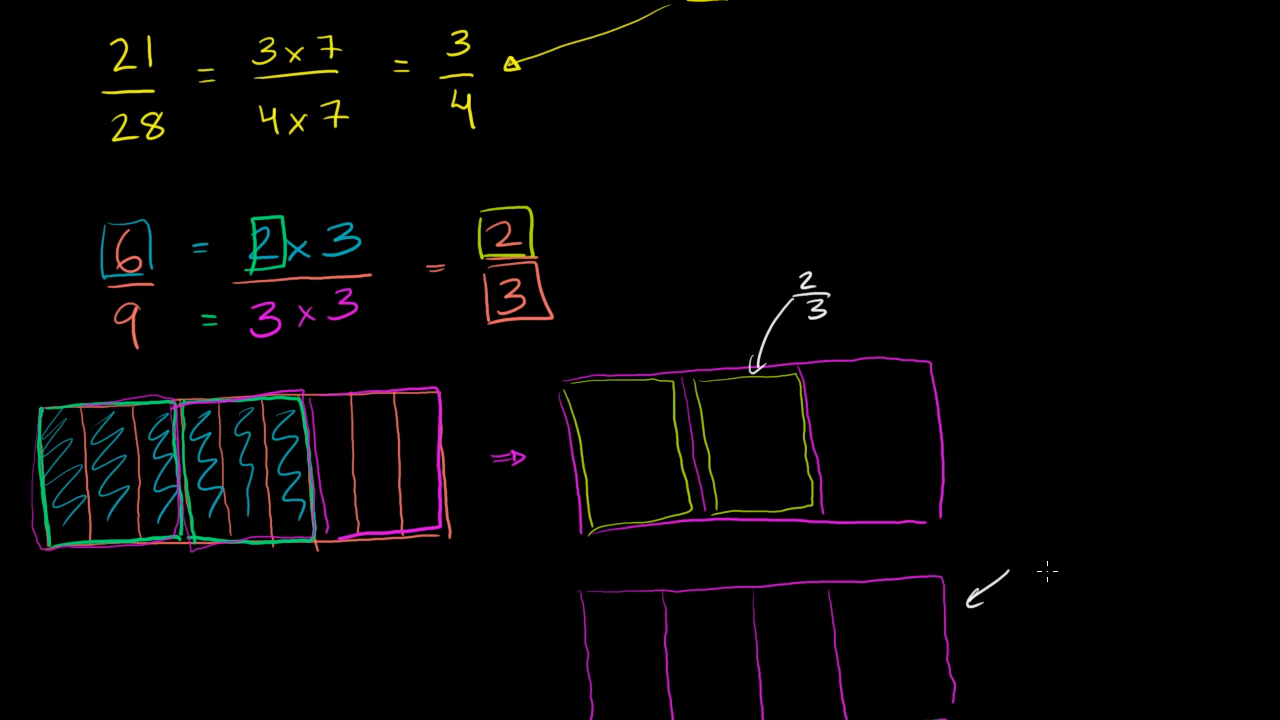 21/28 = 3 x 7/4 x 7 = 3/4
6/9 = 2 x 3/3 x 3 = 2/3
=
2/3
⇒